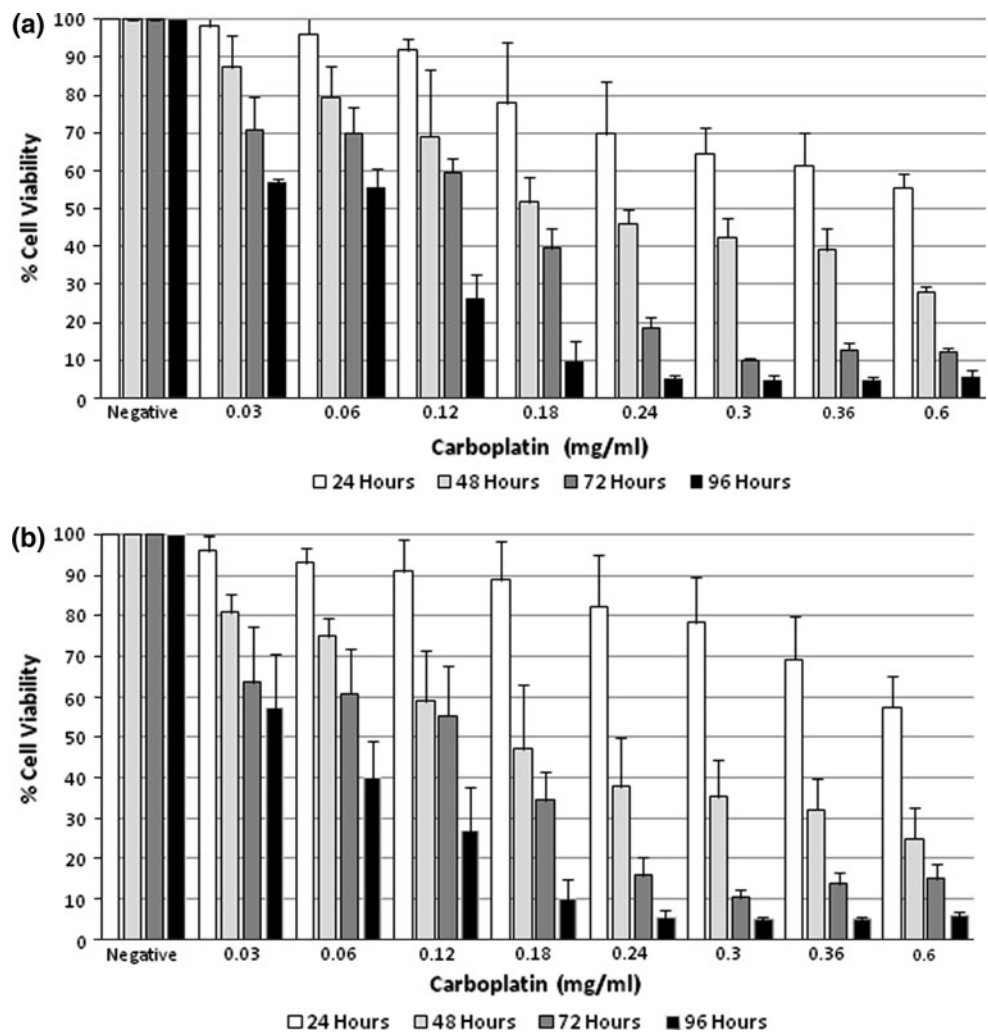 (a)
% Cell Viability
100
90
80
70
60
50
40
30
20
10
0
Negative 0.03 0.06 0.12 0.18 0.24 0.3 0.36 0.6
Carboplatin (mg/ml)
24 Hours 48 Hours 72 Hours 96 Hours
(b)
% Cell Viability
100
90
80
70
60
50
40
30
20
10
0
Negative 0.03 0.06 0.12 0.18 0.24 0.3 0.36 0.6
Carboplatin (mg/ml)
24 Hours 48 Hours 72 Hours 96 Hours